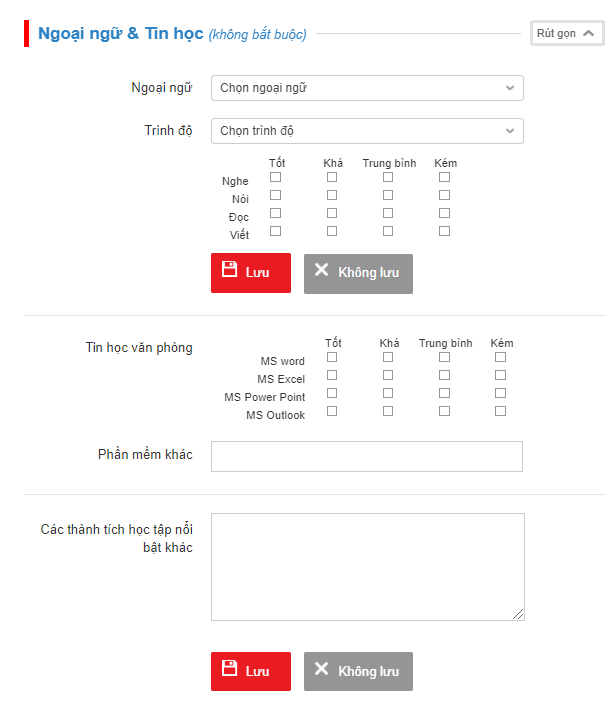 Ngoại ngữ & Tin học (không bắt buộc) Rút gọn
Ngoại ngữ Chọn ngoại ngữ
Trình độ Chọn trình độ
Tốt Khá Trung bình Kém
Nghe
Nói
Đọc
Viết
Lưu Không lưu
Tin học văn phòng Tốt Khá Trung bình Kém
MS word
MS Excel
MS Power Point
MS Outlook
Phần mềm khác
Các thành tích học tập nổi
bật khác
Lưu Không lưu